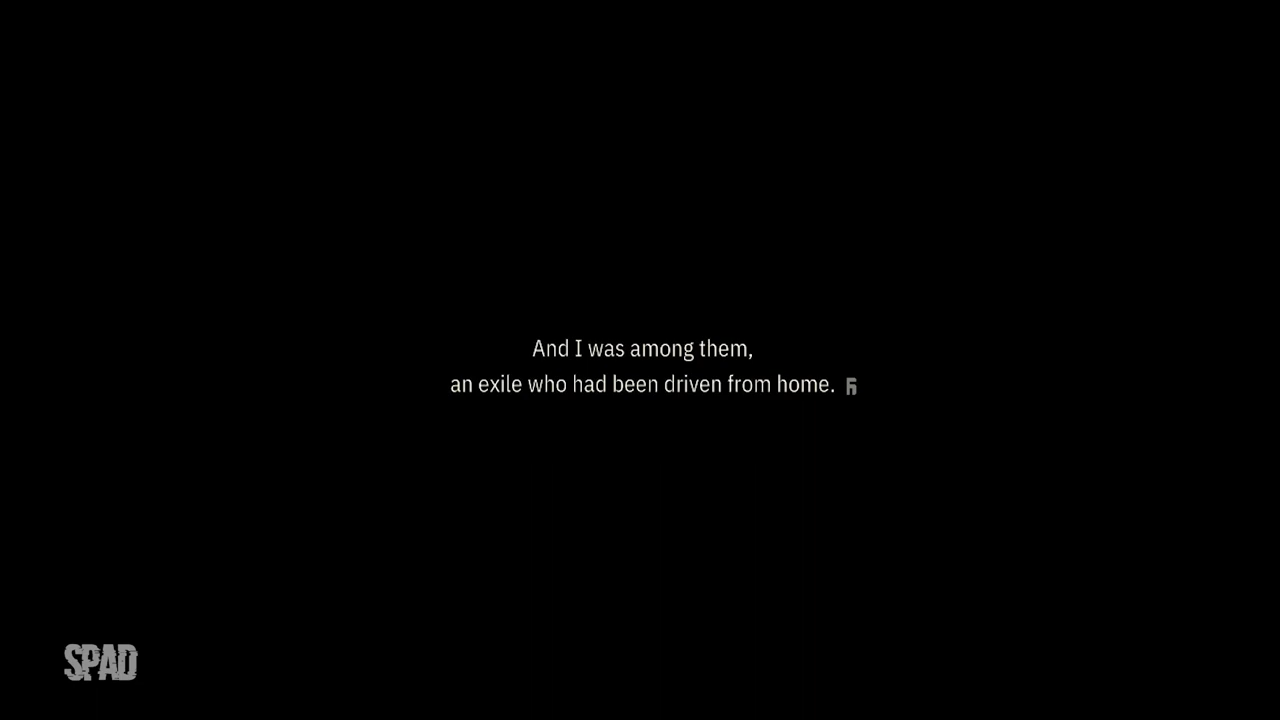 And I was among them,
an exile who had been driven from home.
SPAD